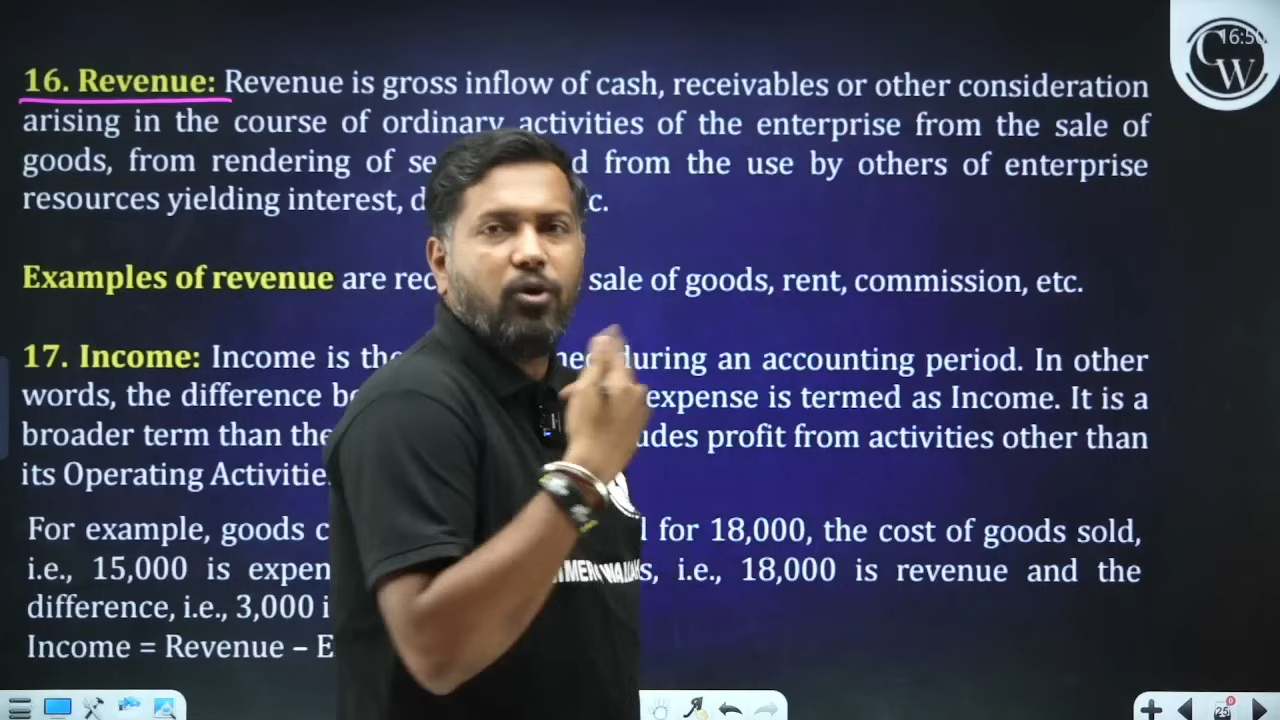 16:50
CW
16. Revenue: Revenue is gross inflow of cash, receivables or other consideration
arising in the course of ordinary activities of the enterprise from the sale of
goods, from rendering of se d from the use by others of enterprise
resources yielding interest, d c.
Examples of revenue are rec sale of goods, rent, commission, etc.
17. Income: Income is the ned during an accounting period. In other
words, the difference be expense is termed as Income. It is a
broader term than the udes profit from activities other than
its Operating Activitie
For example, goods c for 18,000, the cost of goods sold,
i.e., 15,000 is expen s, i.e., 18,000 is revenue and the
difference, i.e., 3,000 i
Income = Revenue – E
25